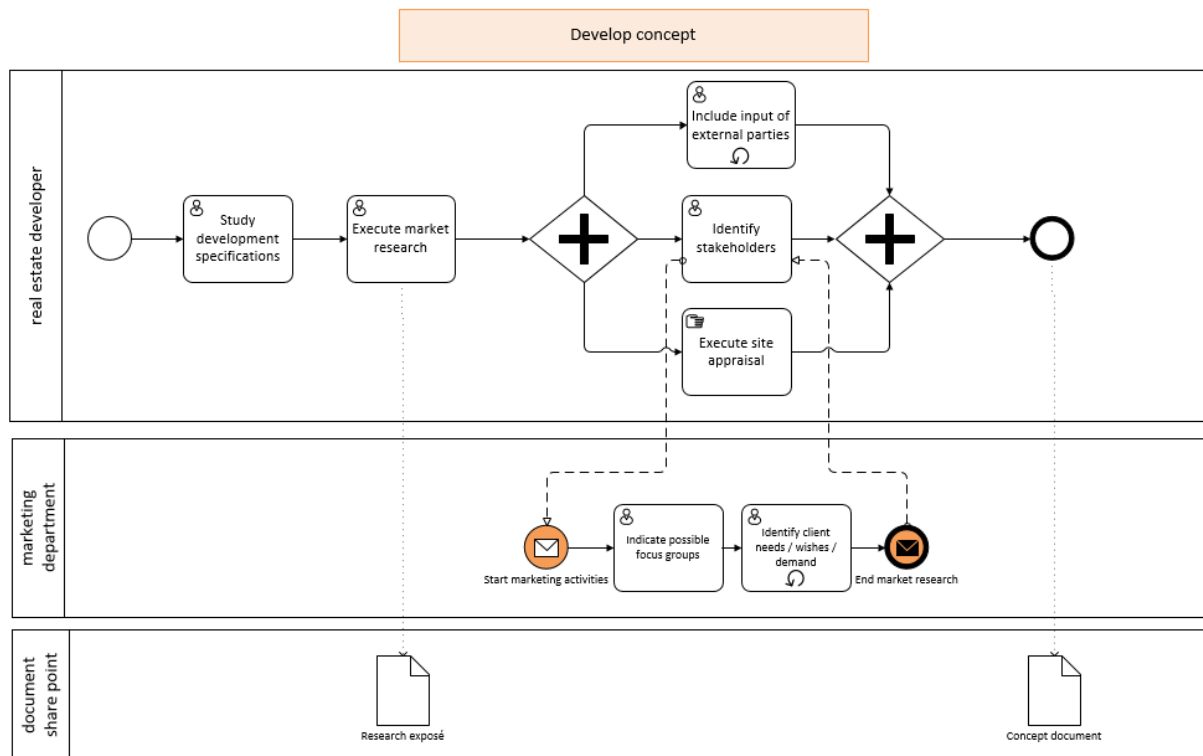 Develop concept
real estate developer
Include input of
external parties
Study
development
specifications
Execute market
research
Identify
stakeholders
Execute site
appraisal
marketing
department
Indicate possible
focus groups
Identify client
needs / wishes /
demand
Start marketing activities
End market research
document
share point
Research exposé
Concept document